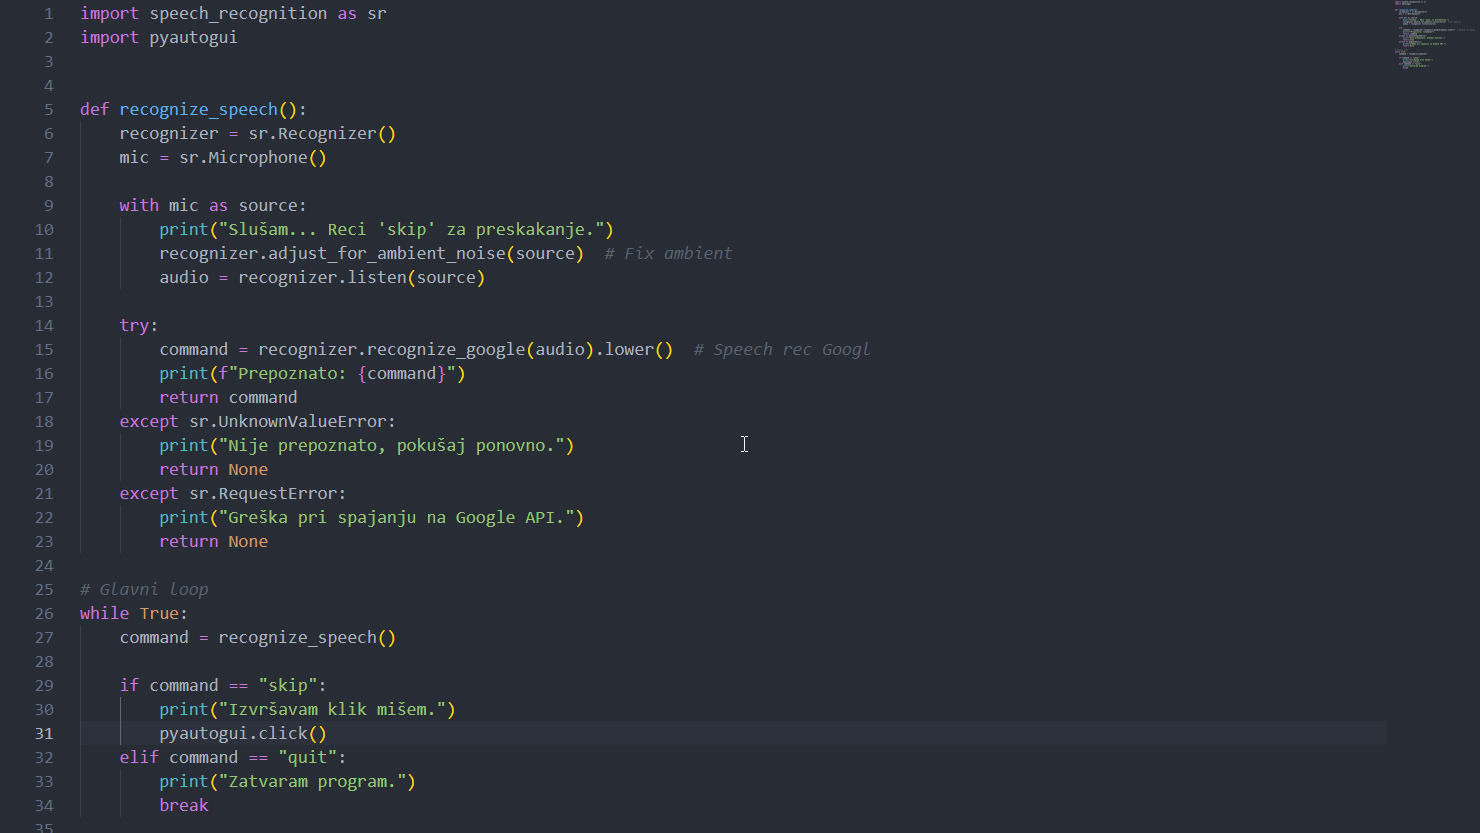 1 import speech_recognition as sr
2 import pyautogui
3
4
5 def recognize_speech():
6     recognizer = sr.Recognizer()
7     mic = sr.Microphone()
8
9     with mic as source:
10         print("Slušam... Reci 'skip' za preskakanje.")
11         recognizer.adjust_for_ambient_noise(source)  # Fix ambient
12         audio = recognizer.listen(source)
13
14     try:
15         command = recognizer.recognize_google(audio).lower()  # Speech rec Googl
16         print(f"Prepoznato: {command}")
17         return command
18     except sr.UnknownValueError:
19         print("Nije prepoznato, pokušaj ponovno.")
20         return None
21     except sr.RequestError:
22         print("Greška pri spajanju na Google API.")
23         return None
24
25 # Glavni loop
26 while True:
27     command = recognize_speech()
28
29     if command == "skip":
30         print("Izvršavam klik mišem.")
31         pyautogui.click()
32     elif command == "quit":
33         print("Zatvaram program.")
34         break
35